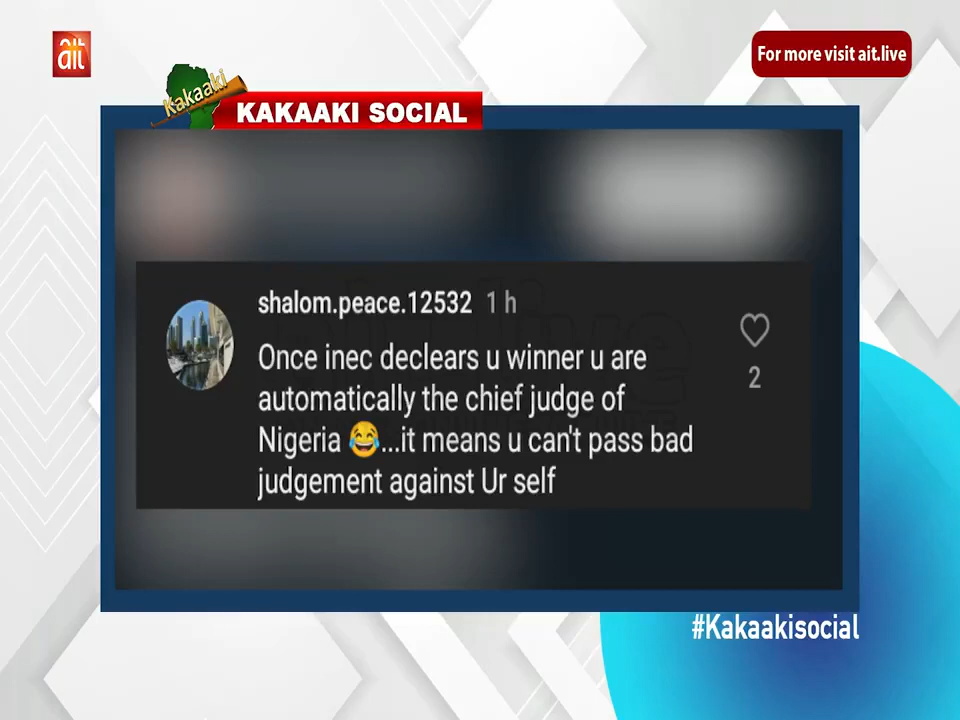 ait
For more visit ait.live
Kakaaki
KAKAAKI SOCIAL
shalom.peace.12532 1 h
Once inec declears u winner u are
automatically the chief judge of
Nigeria 😂...it means u can't pass bad
judgement against Ur self
2
#Kakaakisocial